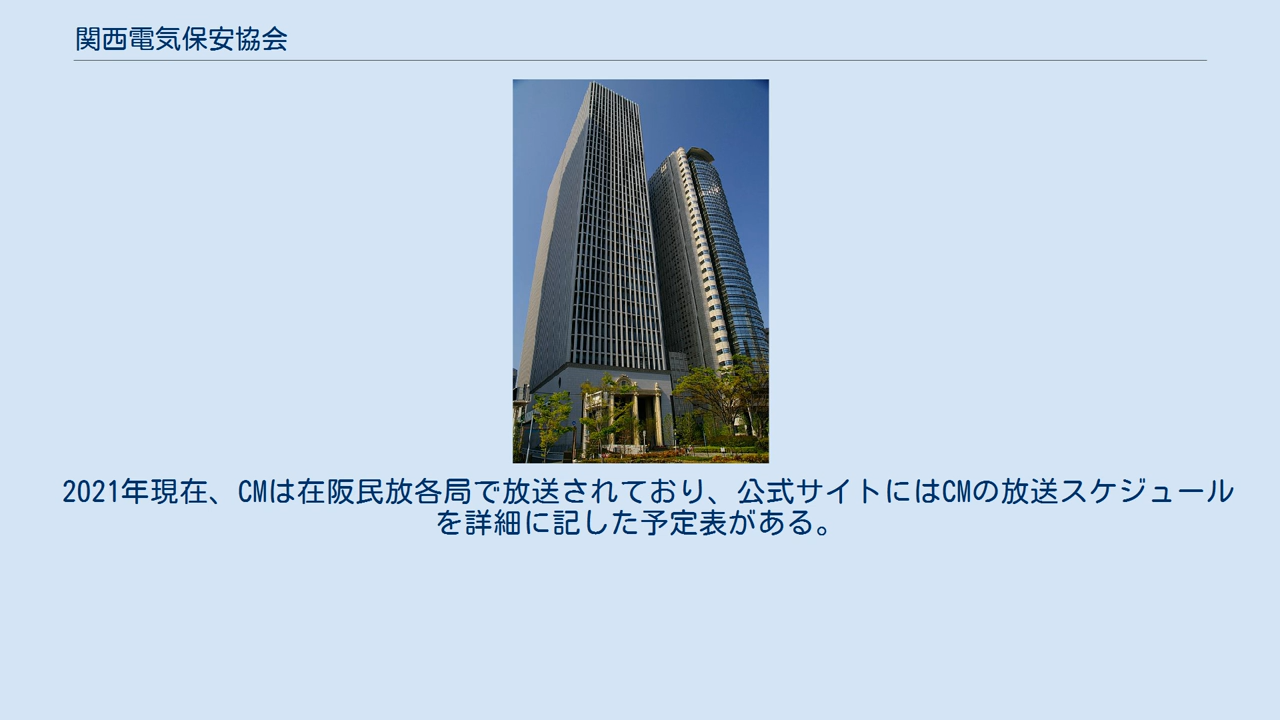 関西電気保安協会
2021年現在、CMは在阪民放各局で放送されており、公式サイトにはCMの放送スケジュール
を詳細に記した予定表がある。